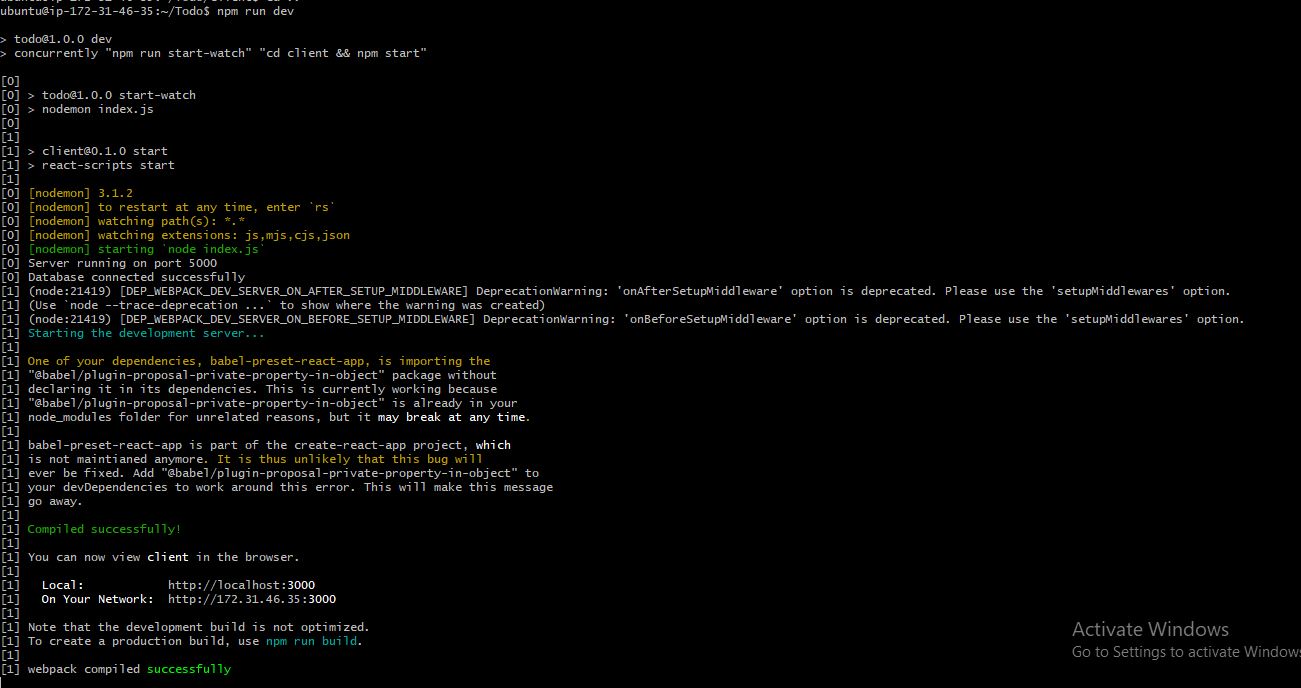 ubuntu@ip-172-31-46-35:~/Todo$ npm run dev
> todo@1.0.0 dev
> concurrently "npm run start-watch" "cd client && npm start"
[0]
[0] > todo@1.0.0 start-watch
[0] > nodemon index.js
[0]
[1]
[1] > client@0.1.0 start
[1] > react-scripts start
[1]
[0] [nodemon] 3.1.2
[0] [nodemon] to restart at any time, enter `rs`
[0] [nodemon] watching path(s): *.*
[0] [nodemon] watching extensions: js,mjs,cjs,json
[0] [nodemon] starting `node index.js`
[0] Server running on port 5000
[0] Database connected successfully
[1] (node:21419) [DEP_WEBPACK_DEV_SERVER_ON_AFTER_SETUP_MIDDLEWARE] DeprecationWarning: 'onAfterSetupMiddleware' option is deprecated. Please use the 'setupMiddlewares' option.
[1] (Use `node --trace-deprecation ...` to show where the warning was created)
[1] (node:21419) [DEP_WEBPACK_DEV_SERVER_ON_BEFORE_SETUP_MIDDLEWARE] DeprecationWarning: 'onBeforeSetupMiddleware' option is deprecated. Please use the 'setupMiddlewares' option.
[1] Starting the development server...
[1]
[1] One of your dependencies, babel-preset-react-app, is importing the
[1] "@babel/plugin-proposal-private-property-in-object" package without
[1] declaring it in its dependencies. This is currently working because
[1] "@babel/plugin-proposal-private-property-in-object" is already in your
[1] node_modules folder for unrelated reasons, but it may break at any time.
[1]
[1] babel-preset-react-app is part of the create-react-app project, which
[1] is not maintianed anymore. It is thus unlikely that this bug will
[1] ever be fixed. Add "@babel/plugin-proposal-private-property-in-object" to
[1] your devDependencies to work around this error. This will make this message
[1] go away.
[1]
[1] Compiled successfully!
[1]
[1] You can now view client in the browser.
[1]
[1] Local: http://localhost:3000
[1] On Your Network: http://172.31.46.35:3000
[1]
[1] Note that the development build is not optimized.
[1] To create a production build, use npm run build.
[1]
[1] webpack compiled successfully
Activate Windows
Go to Settings to activate Windows